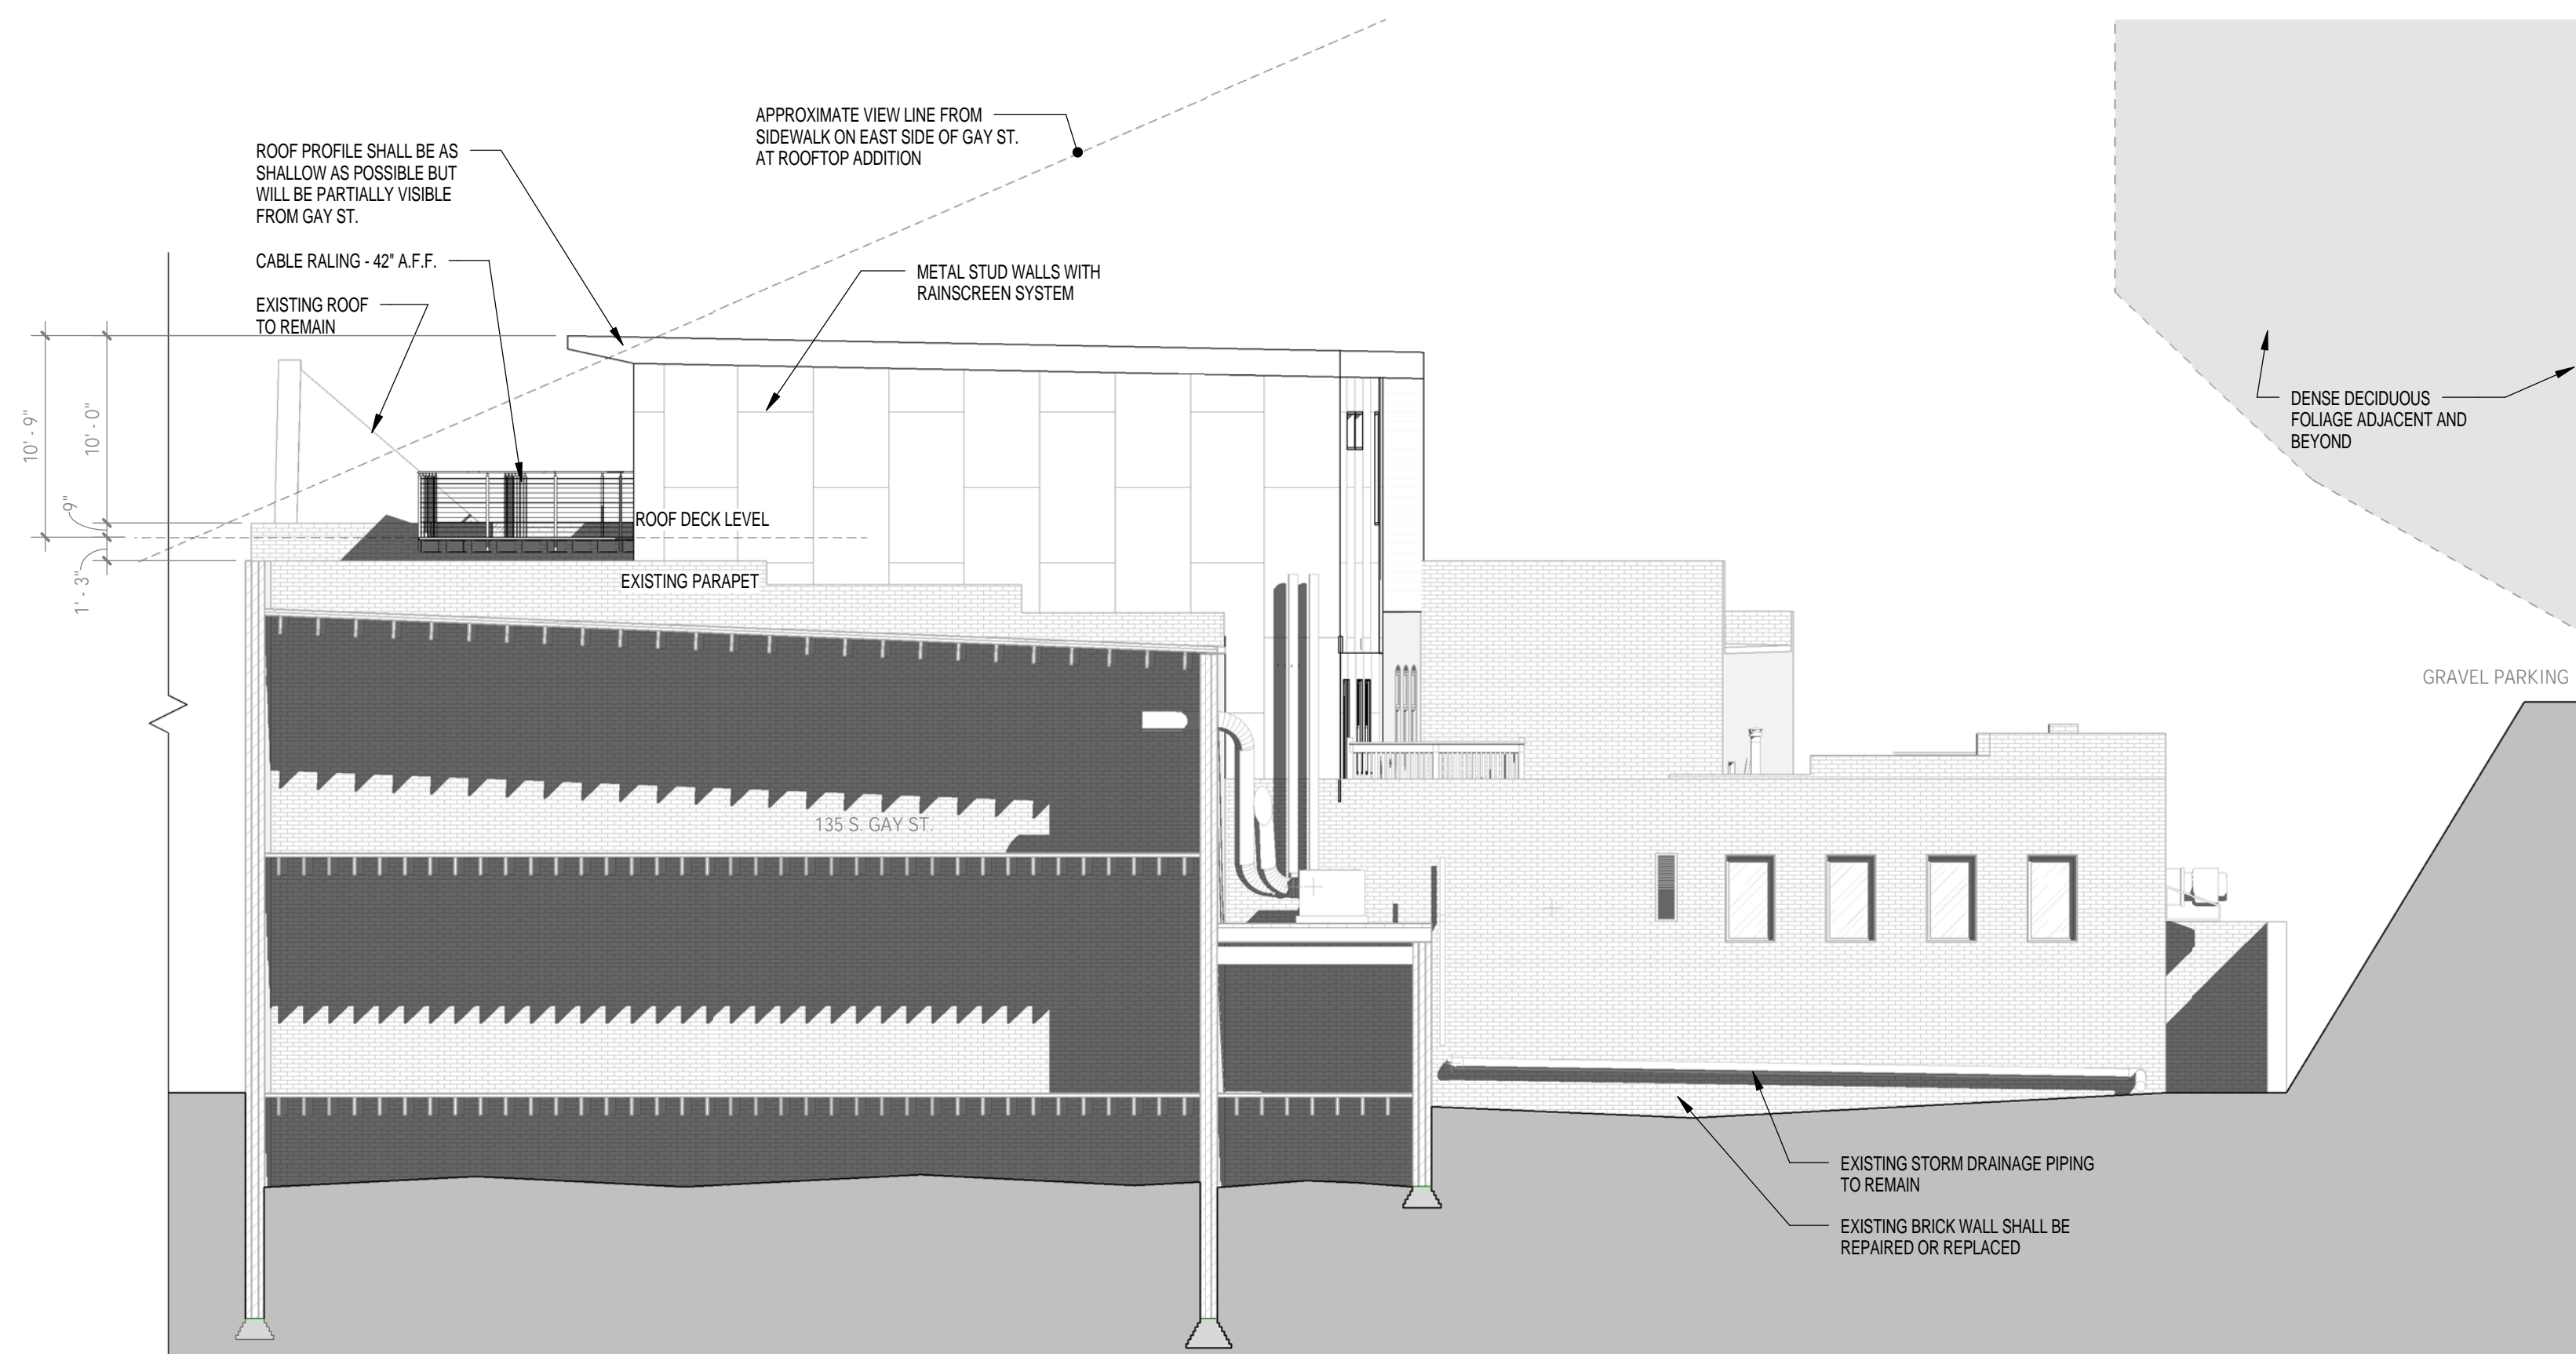 APPROXIMATE VIEW LINE FROM
SIDEWALK ON EAST SIDE OF GAY ST.
AT ROOFTOP ADDITION
ROOF PROFILE SHALL BE AS
SHALLOW AS POSSIBLE BUT
WILL BE PARTIALLY VISIBLE
FROM GAY ST.
CABLE RALING - 42" A.F.F.
EXISTING ROOF
TO REMAIN
METAL STUD WALLS WITH
RAINSCREEN SYSTEM
10' - 9"
10' - 0"
9"
1' - 3"
ROOF DECK LEVEL
EXISTING PARAPET
DENSE DECIDUOUS
FOLIAGE ADJACENT AND
BEYOND
GRAVEL PARKING
135 S. GAY ST.
EXISTING STORM DRAINAGE PIPING
TO REMAIN
EXISTING BRICK WALL SHALL BE
REPAIRED OR REPLACED